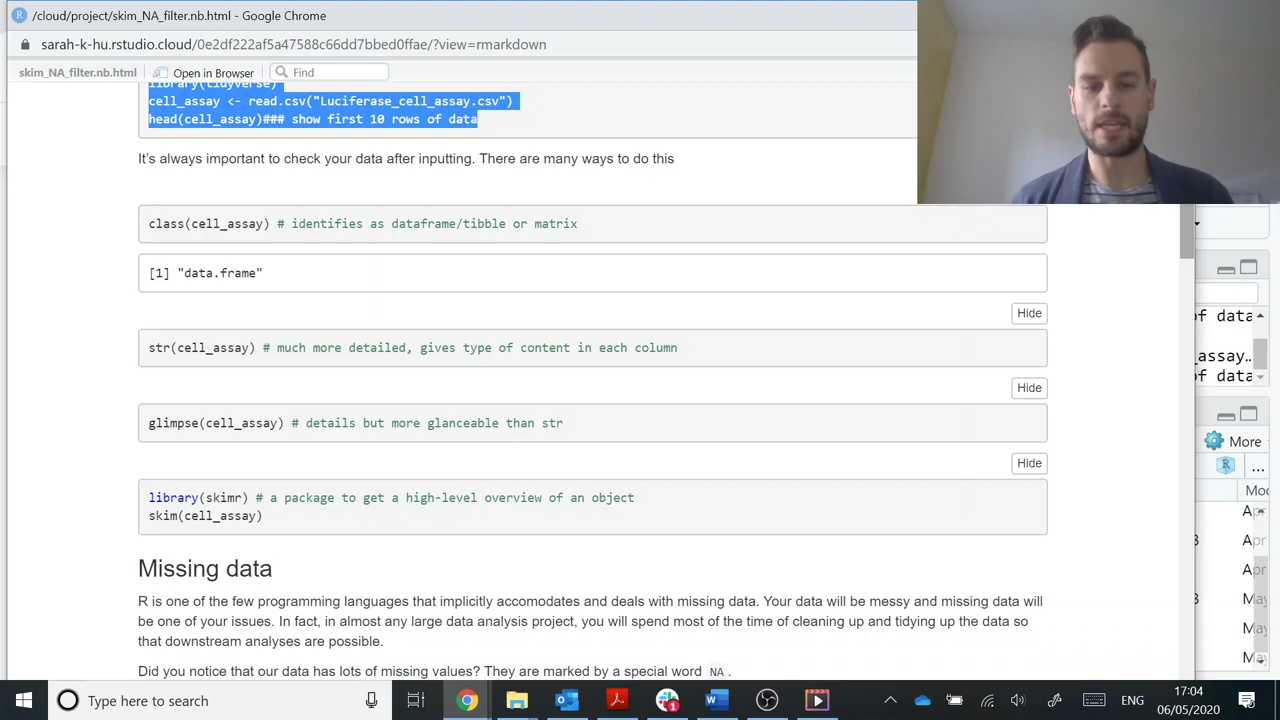 /cloud/project/skim_NA_filter.nb.html - Google Chrome
sarah-k-hu.rstudio.cloud/0e2df222af5a47588c66dd7bbed0ffae/?view=rmarkdown
skim_NA_filter.nb.html Open in Browser Find
library(tidyverse)
cell_assay <- read.csv("Luciferase_cell_assay.csv")
head(cell_assay)### show first 10 rows of data
It's always important to check your data after inputting. There are many ways to do this
class(cell_assay) # identifies as dataframe/tibble or matrix
[1] "data.frame"
Hide
of data
str(cell_assay) # much more detailed, gives type of content in each column
_assay…
of data
Hide
glimpse(cell_assay) # details but more glanceable than str
More
Hide
...
library(skimr) # a package to get a high-level overview of an object
skim(cell_assay)
Mo
Missing data
R is one of the few programming languages that implicitly accomodates and deals with missing data. Your data will be messy and missing data will
be one of your issues. In fact, in almost any large data analysis project, you will spend most of the time of cleaning up and tidying up the data so
that downstream analyses are possible.
Did you notice that our data has lots of missing values? They are marked by a special word NA .
Type here to search
ENG
17:04
06/05/2020